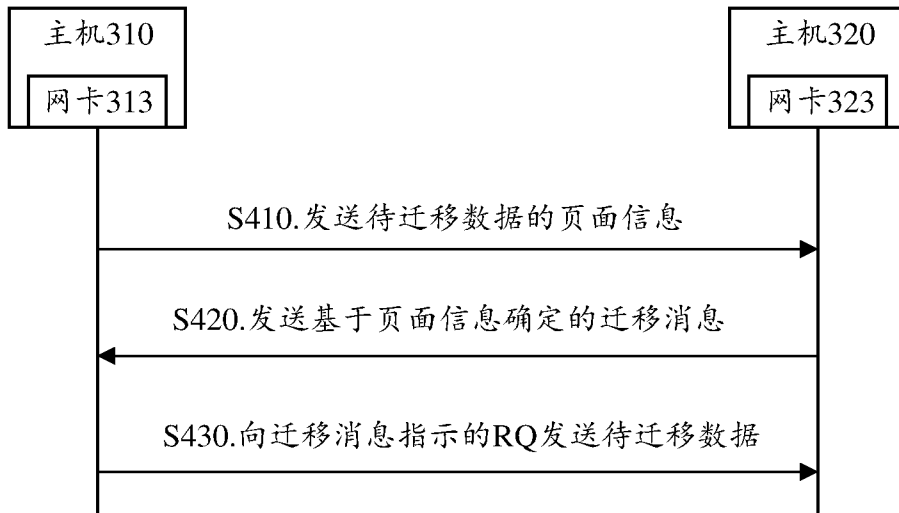 主机310
网卡313
主机320
网卡323
S410.发送待迁移数据的页面信息
S420.发送基于页面信息确定的迁移消息
S430.向迁移消息指示的RQ发送待迁移数据